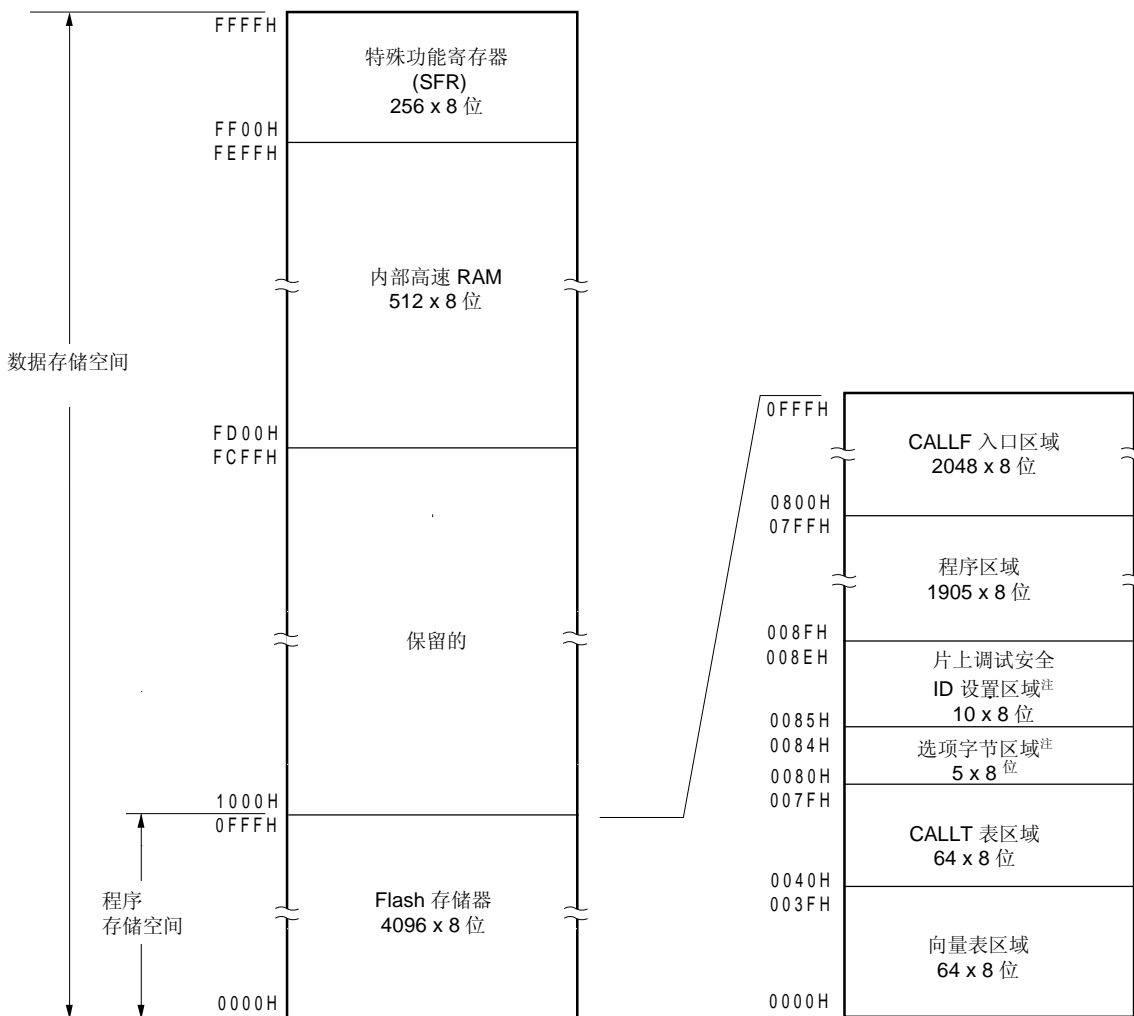 FFFFH
特殊功能寄存器
(SFR)
256 x 8 位
FF00H
FEFFH
内部高速 RAM
512 x 8 位
数据存储空间
FD00H
FCFFH
保留的
1000H
0FFFH
程序
存储空间
Flash 存储器
4096 x 8 位
0000H
0FFFH
CALLF 入口区域
2048 x 8 位
0800H
07FFH
程序区域
1905 x 8 位
008FH
008EH
片上调试安全
ID 设置区域注
10 x 8 位
0085H
0084H
选项字节区域注
5 x 8 位
0080H
007FH
CALLT 表区域
64 x 8 位
0040H
003FH
向量表区域
64 x 8 位
0000H